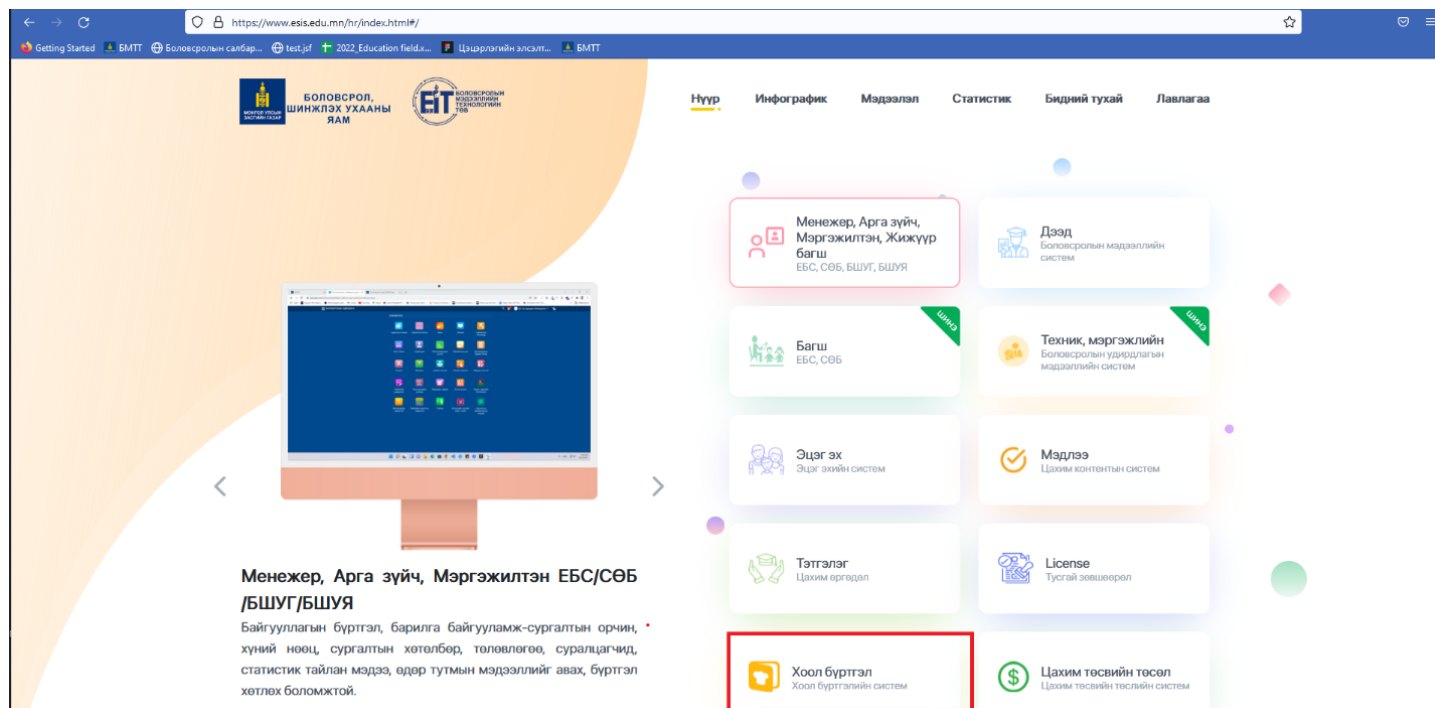 https://www.esis.edu.mn/hr/index.html#/
Getting Started БМТТ Боловсролын салбар... test.jsf 2022_Education field.x... Цэцэрлэгийн элсэлт... БМТТ
МОНГОЛ УЛСЫН
ЗАСГИЙН ГАЗАР
БОЛОВСРОЛ,
ШИНЖЛЭХ УХААНЫ
ЯАМ
EIT
БОЛОВСРОЛЫН
МЭДЭЭЛЛИЙН
ТЕХНОЛОГИЙН
ТӨВ
Нүүр Инфографик Мэдээлэл Статистик Бидний тухай Лавлагаа
Менежер, Арга зүйч,
Мэргэжилтэн, Жижүүр
багш
ЕБС, СӨБ, БШУГ, БШУЯ
Дээд
Боловсролын мэдээллийн
систем
Багш
ЕБС, СӨБ
ШИНЭ
Техник, мэргэжлийн
Боловсролын удирдлагын
мэдээллийн систем
ШИНЭ
Эцэг эх
Эцэг эхийн систем
Мэдлээ
Цахим контентын систем
Тэтгэлэг
Цахим өргөдөл
License
Тусгай зөвшөөрөл
Хоол бүртгэл
Хоол бүртгэлийн систем
Цахим төсвийн төсөл
Цахим төсвийн төслийн систем
Менежер, Арга зүйч, Мэргэжилтэн ЕБС/СӨБ
/БШУГ/БШУЯ
Байгууллагын бүртгэл, барилга байгууламж-сургалтын орчин,
хүний нөөц, сургалтын хөтөлбөр, төлөвлөгөө, суралцагчид,
статистик тайлан мэдээ, өдөр тутмын мэдээллийг авах, бүртгэл
хөтлөх боломжтой.